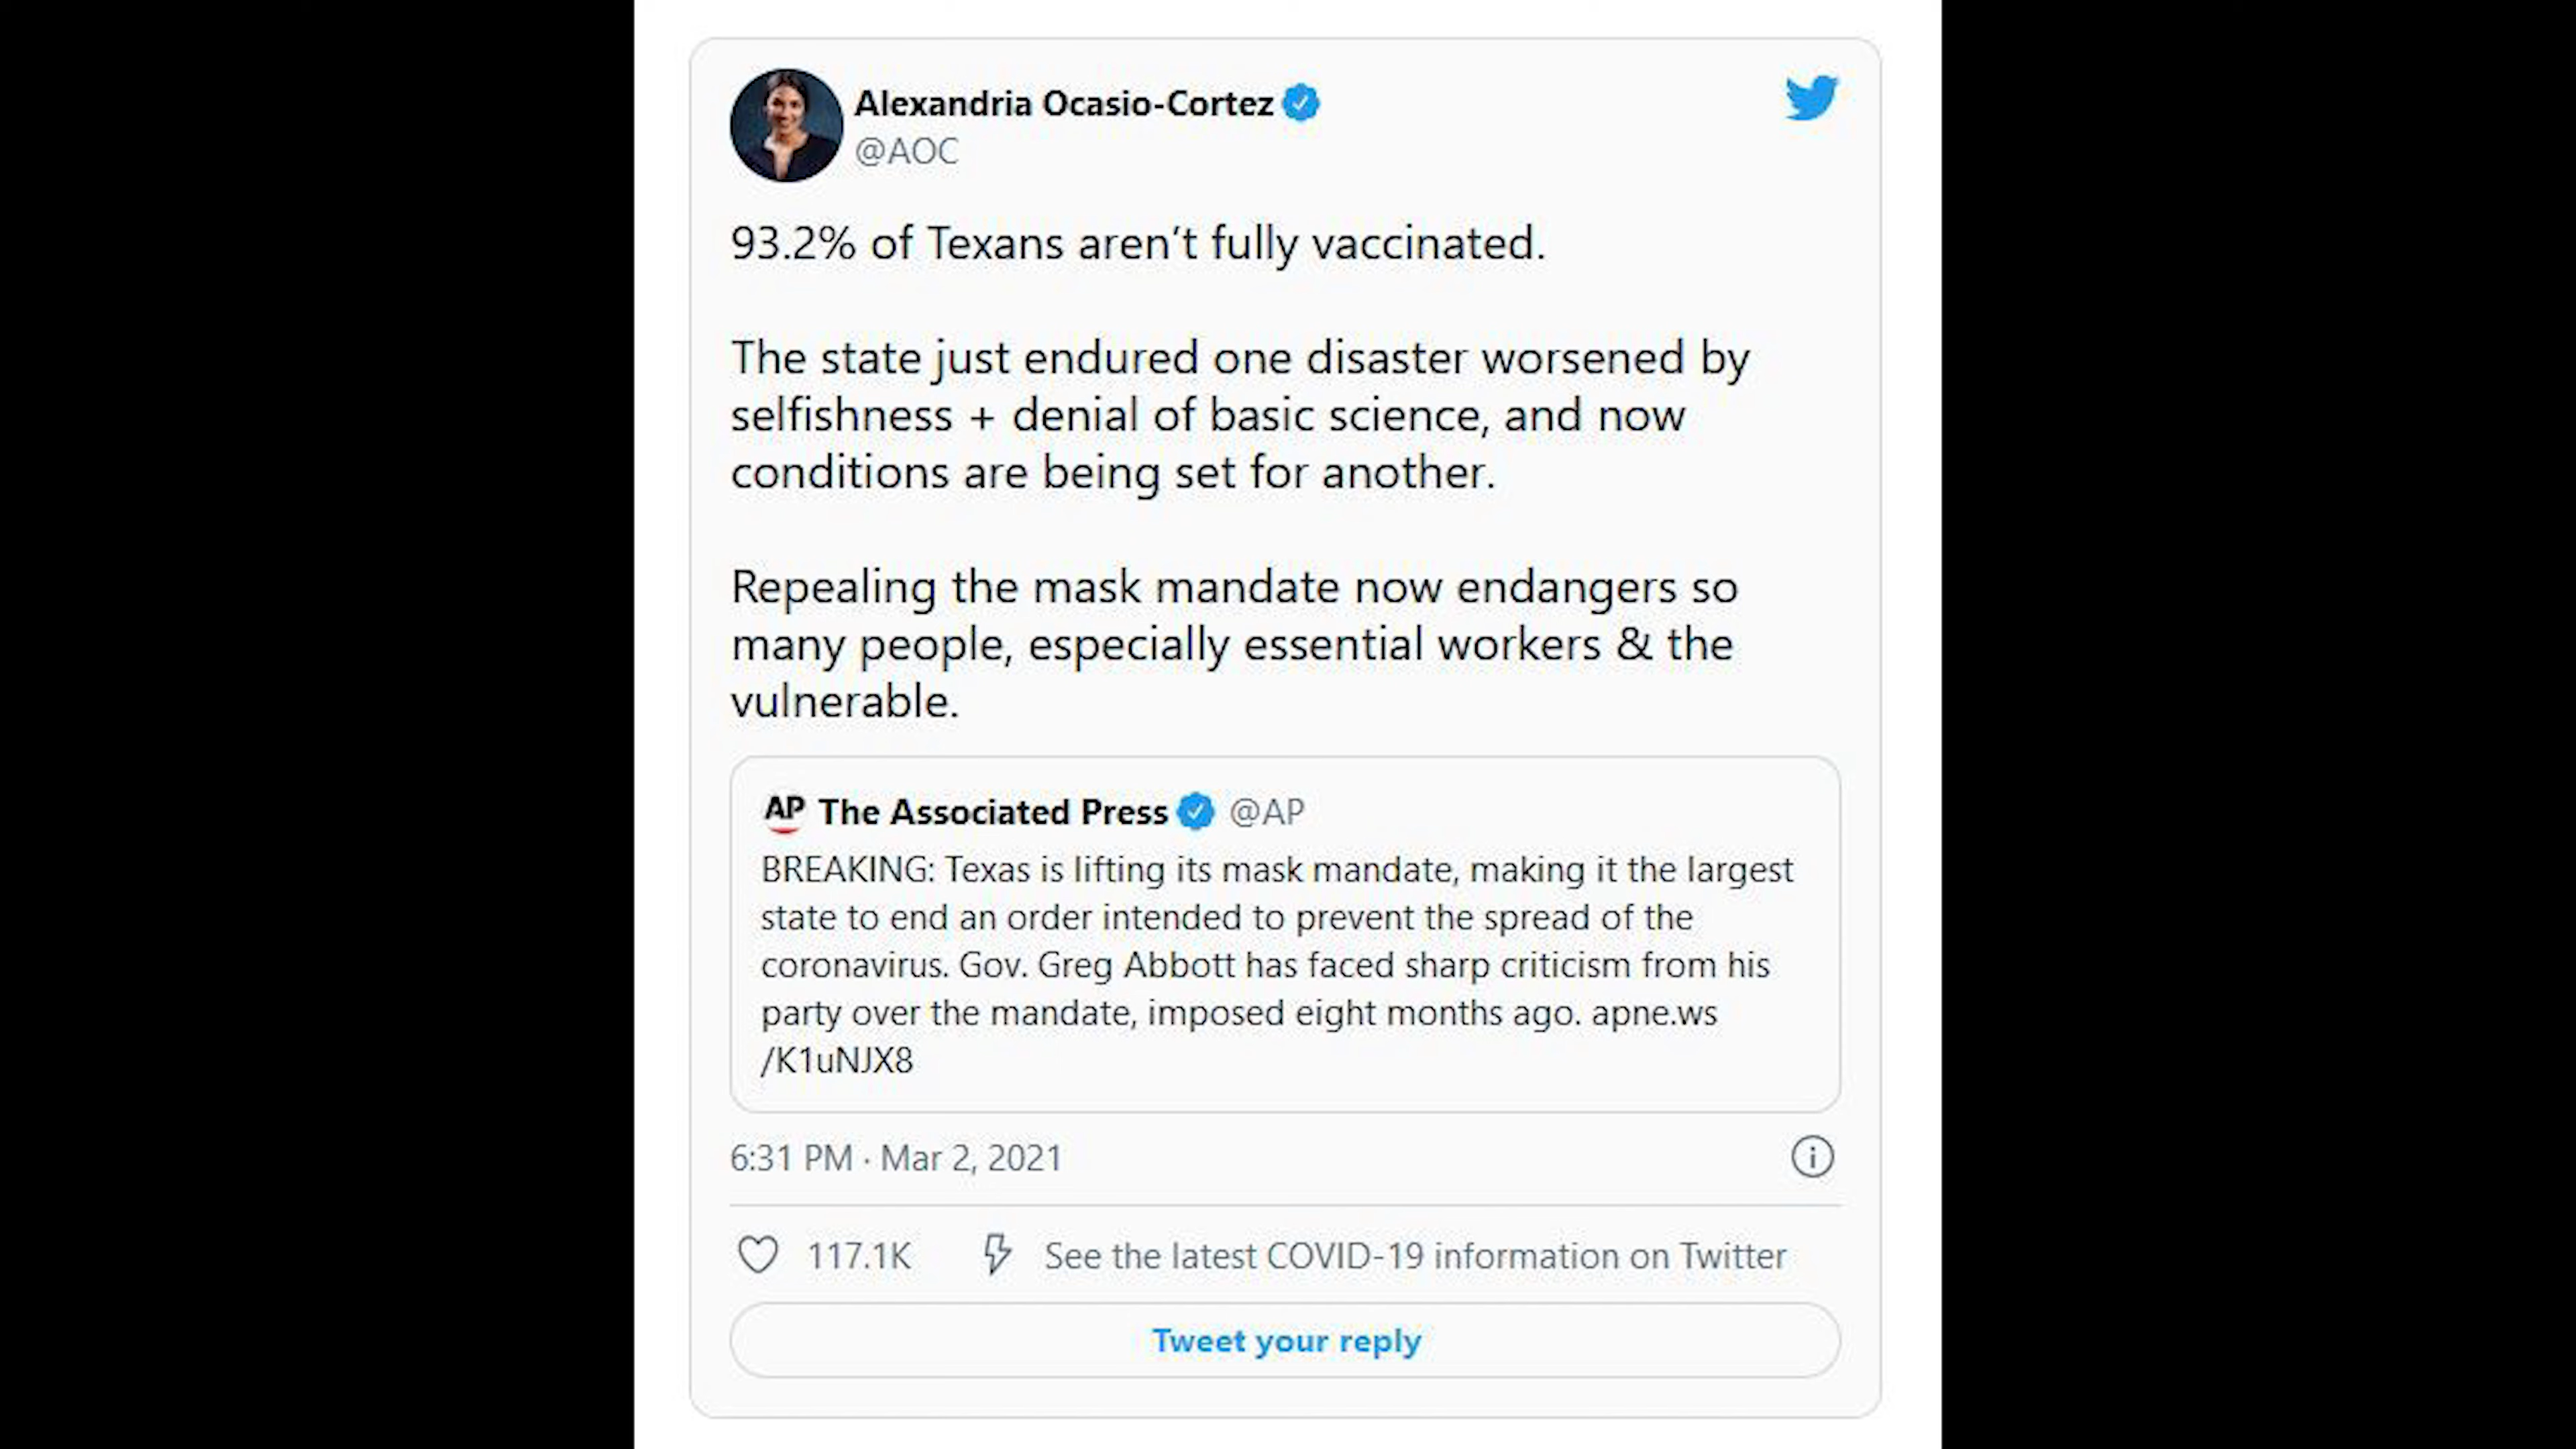 Alexandria Ocasio-Cortez
@AOC
93.2% of Texans aren’t fully vaccinated.
The state just endured one disaster worsened by
selfishness + denial of basic science, and now
conditions are being set for another.
Repealing the mask mandate now endangers so
many people, especially essential workers & the
vulnerable.
AP The Associated Press @AP
BREAKING: Texas is lifting its mask mandate, making it the largest
state to end an order intended to prevent the spread of the
coronavirus. Gov. Greg Abbott has faced sharp criticism from his
party over the mandate, imposed eight months ago. apne.ws
/K1uNJX8
6:31 PM · Mar 2, 2021
117.1K See the latest COVID-19 information on Twitter
Tweet your reply